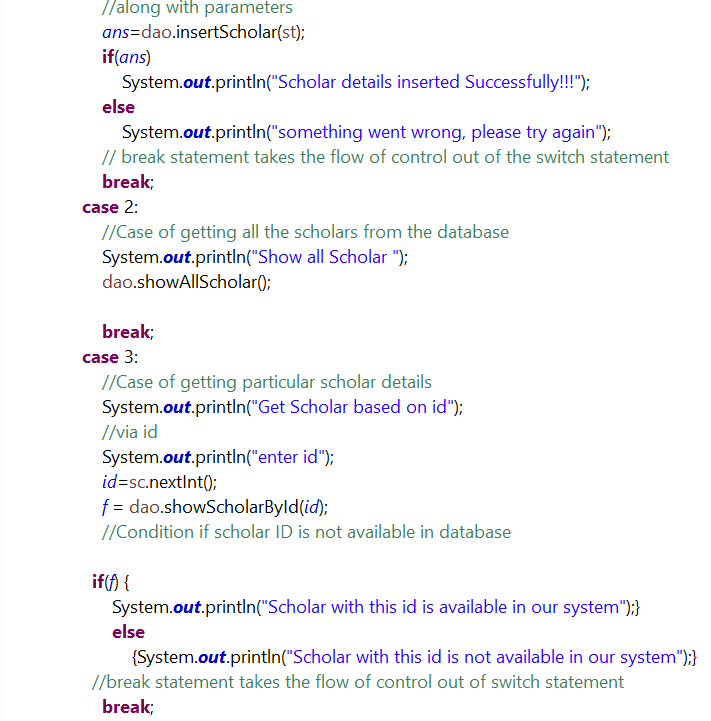 //along with parameters
ans=dao.insertScholar(st);
if(ans)
System.out.println("Scholar details inserted Successfully!!!");
else
System.out.println("something went wrong, please try again");
// break statement takes the flow of control out of the switch statement
break;
case 2:
//Case of getting all the scholars from the database
System.out.println("Show all Scholar ");
dao.showAllScholar();
break;
case 3:
//Case of getting particular scholar details
System.out.println("Get Scholar based on id");
//via id
System.out.println("enter id");
id=sc.nextInt();
f = dao.showScholarById(id);
//Condition if scholar ID is not available in database
if(f) {
System.out.println("Scholar with this id is available in our system");}
else
{System.out.println("Scholar with this id is not available in our system");}
//break statement takes the flow of control out of switch statement
break;